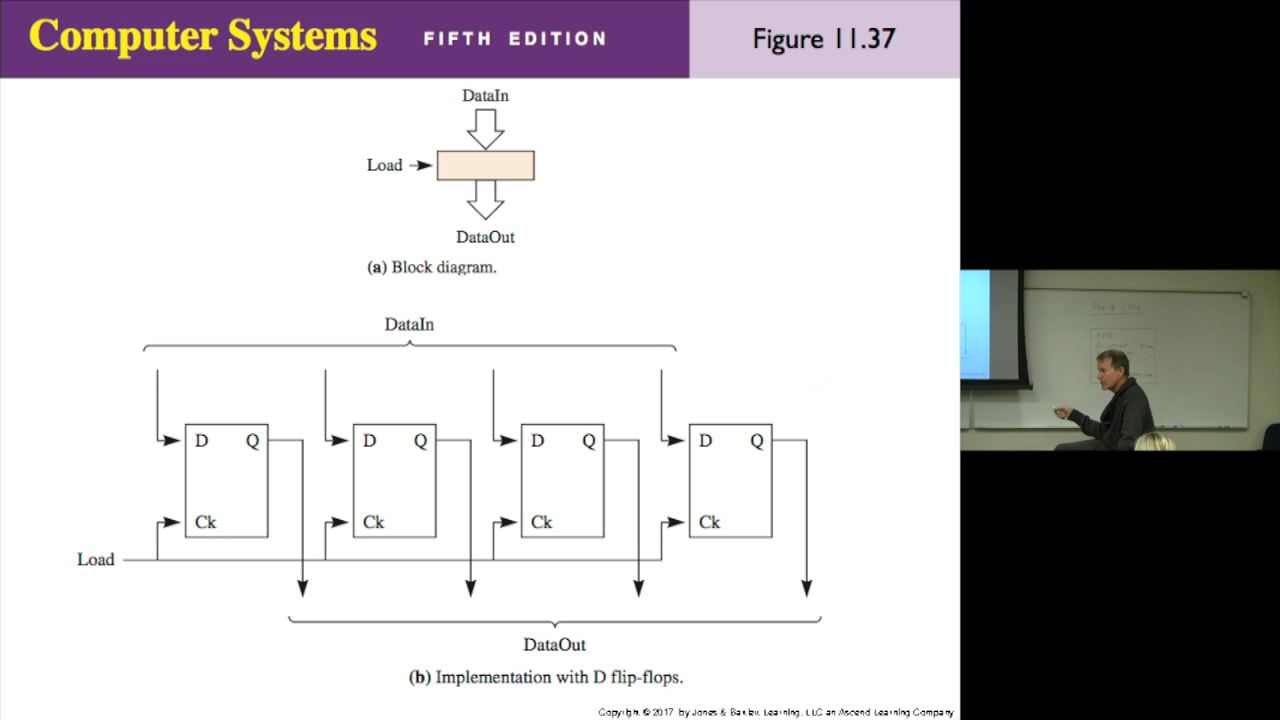 Computer Systems FIFTH EDITION Figure 11.37
DataIn
Load
DataOut
(a) Block diagram.
DataIn
D Q D Q D Q D Q
Ck Ck Ck Ck
Load
DataOut
(b) Implementation with D flip-flops.
Copyright © 2017 by Jones & Bartlett Learning, LLC an Ascend Learning Company